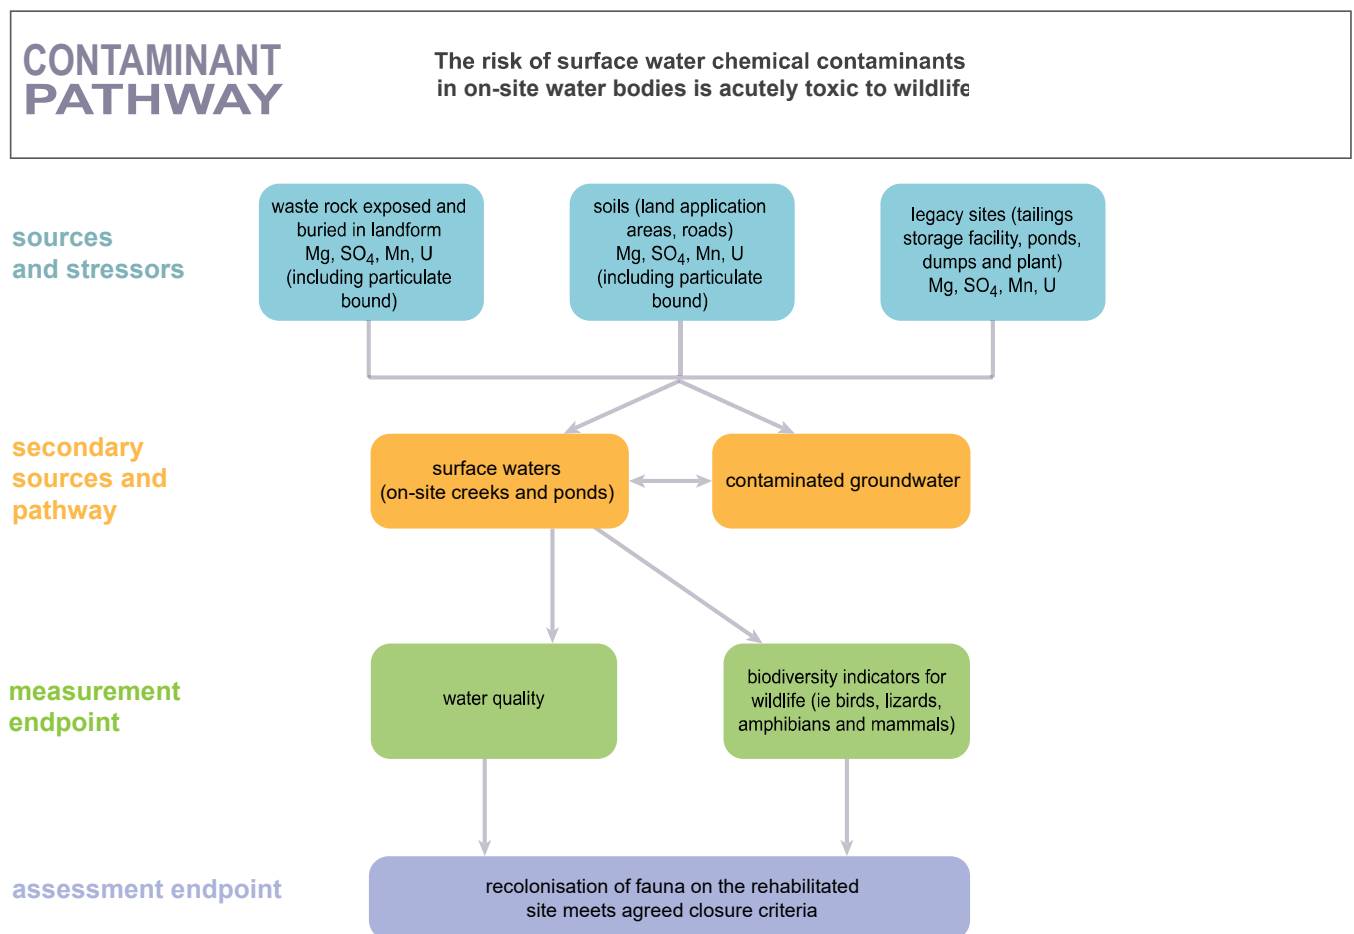 CONTAMINANT
PATHWAY
The risk of surface water chemical contaminants
in on-site water bodies is acutely toxic to wildlife
sources
and stressors
waste rock exposed and
buried in landform
Mg, SO₄, Mn, U
(including particulate
bound)
soils (land application
areas, roads)
Mg, SO₄, Mn, U
(including particulate
bound)
legacy sites (tailings
storage facility, ponds,
dumps and plant)
Mg, SO₄, Mn, U
secondary
sources and
pathway
surface waters
(on-site creeks and ponds)
contaminated groundwater
measurement
endpoint
water quality
biodiversity indicators for
wildlife (ie birds, lizards,
amphibians and mammals)
assessment endpoint
recolonisation of fauna on the rehabilitated
site meets agreed closure criteria